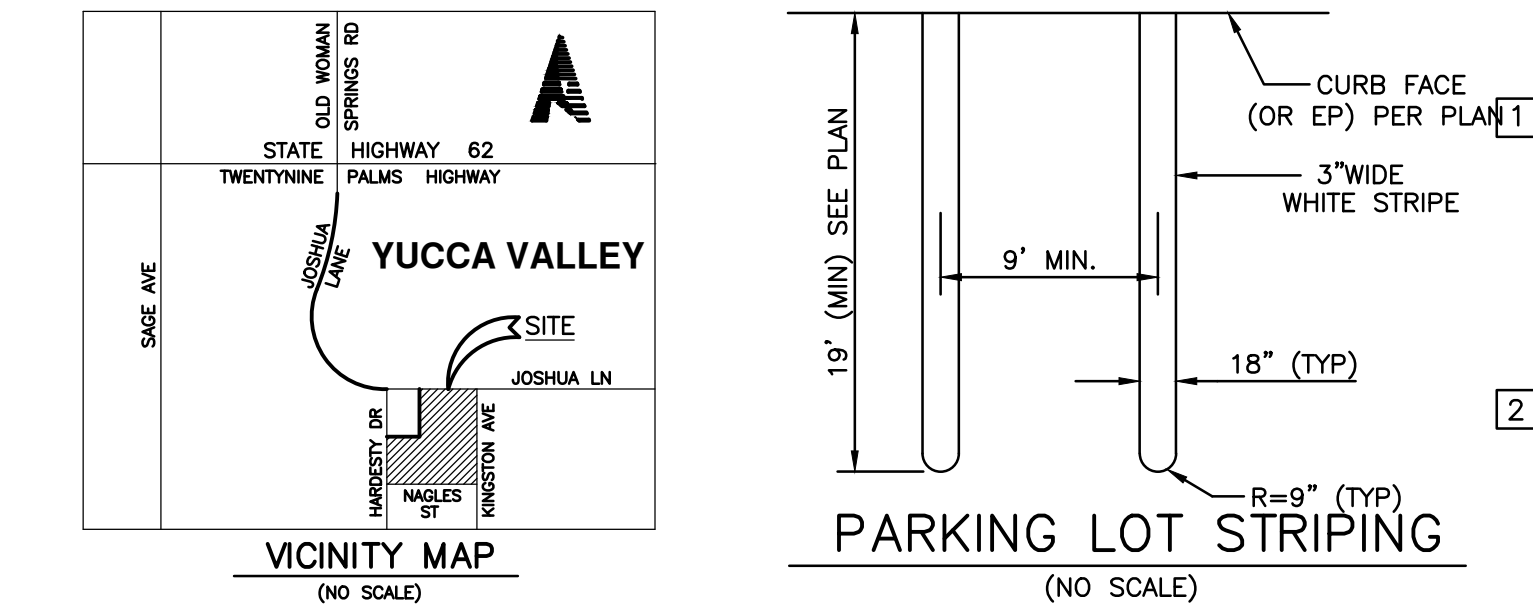 OLD WOMAN
SPRINGS RD
STATE HIGHWAY 62
TWENTYNINE PALMS HIGHWAY
JOSHUA
LANE
YUCCA VALLEY
SAGE AVE
SITE
JOSHUA LN
HARDESTY DR
KINGSTON AVE
NAGLES
ST
VICINITY MAP
(NO SCALE)
CURB FACE
(OR EP) PER PLAN
1
19' (MIN) SEE PLAN
3"WIDE
WHITE STRIPE
9' MIN.
18" (TYP)
2
R=9" (TYP)
PARKING LOT STRIPING
(NO SCALE)